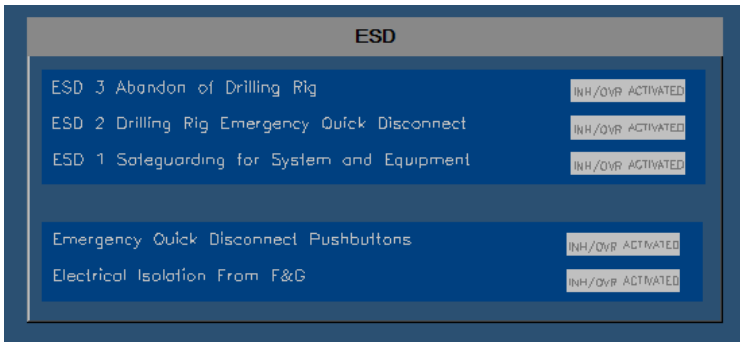 ESD
ESD 3 Abandon of Drilling Rig INH/OVR ACTIVATED
ESD 2 Drilling Rig Emergency Quick Disconnect INH/OVR ACTIVATED
ESD 1 Safeguarding for System and Equipment INH/OVR ACTIVATED
Emergency Quick Disconnect Pushbuttons INH/OVR ACTIVATED
Electrical Isolation From F&G INH/OVR ACTIVATED